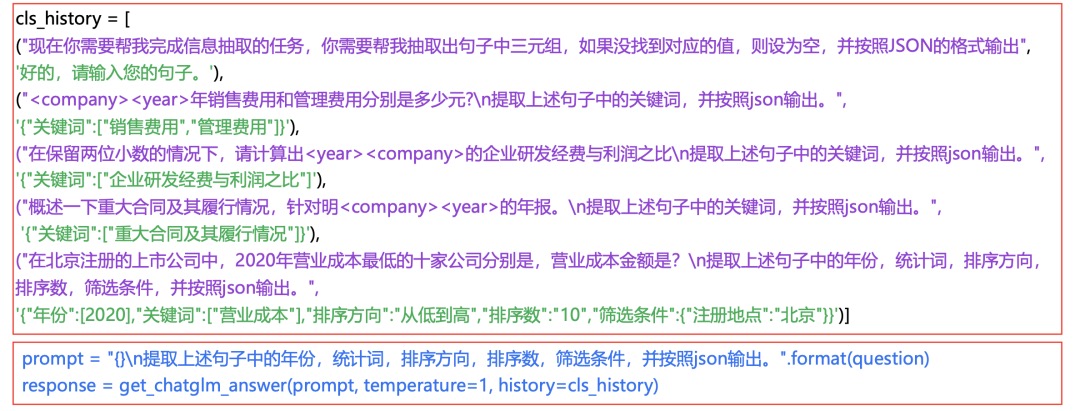 cls_history = [
("现在你需要帮我完成信息抽取的任务，你需要帮我抽取出句子中三元组，如果没找到对应的值，则设为空，并按照JSON的格式输出",
'好的，请输入您的句子。'),
("<company><year>年销售费用和管理费用分别是多少元?\n提取上述句子中的关键词，并按照json输出。",
'{"关键词":["销售费用","管理费用"]}'),
("在保留两位小数的情况下，请计算出<year><company>的企业研发经费与利润之比\n提取上述句子中的关键词，并按照json输出。",
'{"关键词":["企业研发经费与利润之比"]'),
("概述一下重大合同及其履行情况，针对明<company><year>的年报。\n提取上述句子中的关键词，并按照json输出。",
'{"关键词":["重大合同及其履行情况"]}'),
("在北京注册的上市公司中，2020年营业成本最低的十家公司分别是，营业成本金额是？\n提取上述句子中的年份，统计词，排序方向，
排序数，筛选条件，并按照json输出。",
'{"年份":[2020],"关键词":["营业成本"],"排序方向":"从低到高","排序数":"10","筛选条件":{"注册地点":"北京"}}')]
prompt = "{}\n提取上述句子中的年份，统计词，排序方向，排序数，筛选条件，并按照json输出。".format(question)
response = get_chatglm_answer(prompt, temperature=1, history=cls_history)